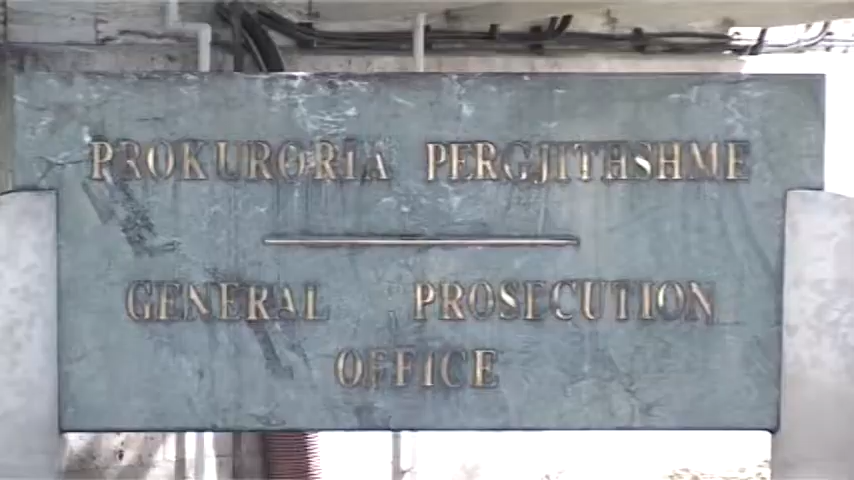 PROKURORIA PERGJITHSHME
GENERAL PROSECUTION
OFFICE